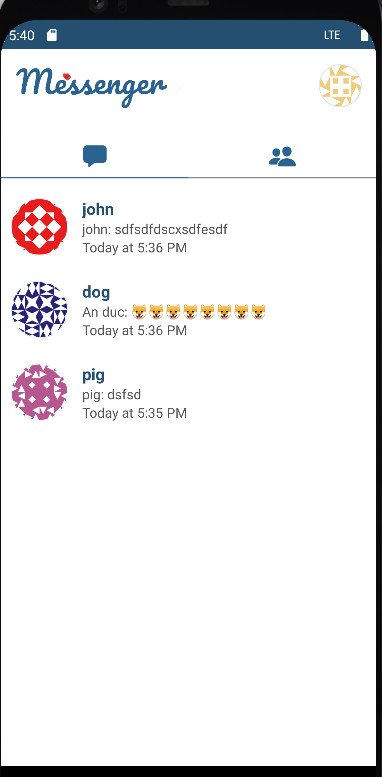 5:40 LTE
Messenger
john
john: sdfsdfdscxsdfesdf
Today at 5:36 PM
dog
An duc: 🐱🐱🐱🐱🐱🐱🐱🐱
Today at 5:36 PM
pig
pig: dsfsd
Today at 5:35 PM